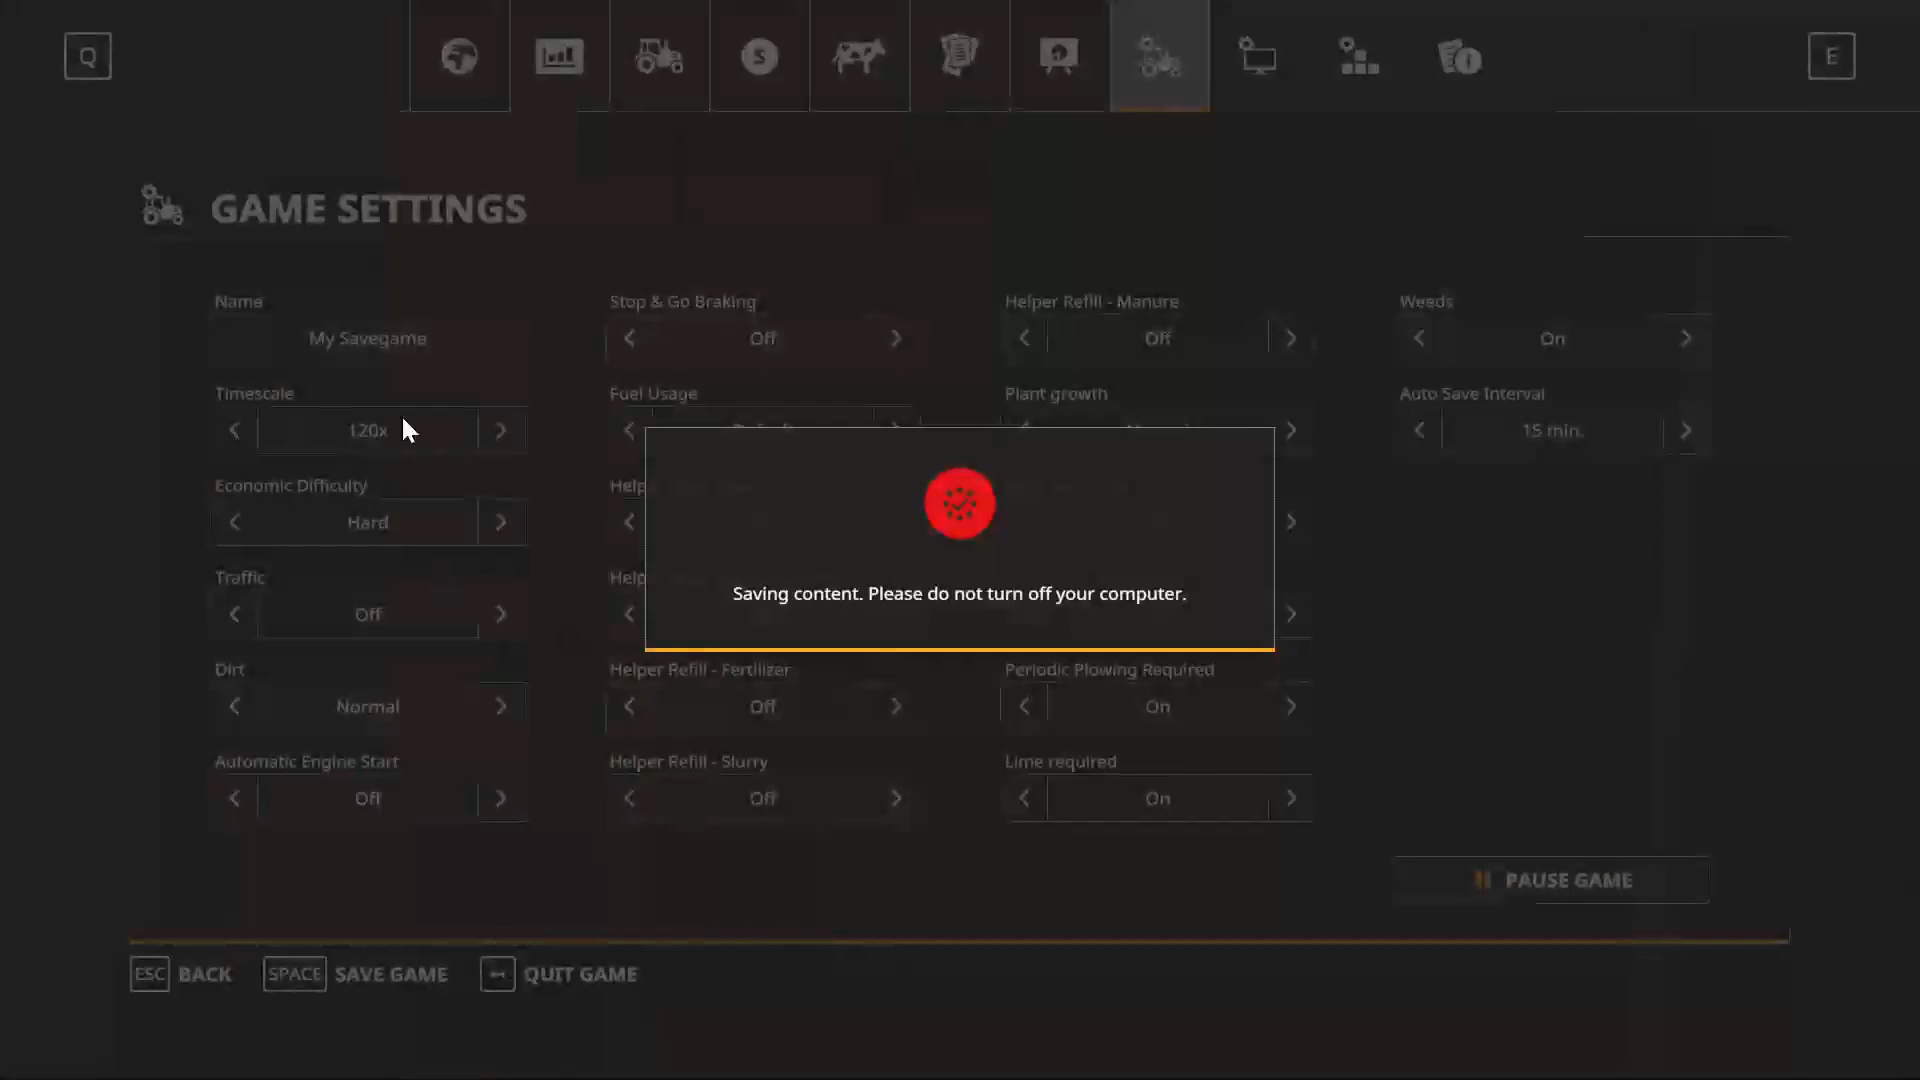 Q
E
GAME SETTINGS
Name
My Savegame
Timescale
120x
Economic Difficulty
Hard
Traffic
Off
Dirt
Normal
Automatic Engine Start
Off
Stop & Go Braking
Off
Fuel Usage
Help
Help
Helper Refill - Fertilizer
Off
Helper Refill - Slurry
Off
Helper Refill - Manure
Off
Plant growth
Periodic Plowing Required
On
Lime required
On
Weeds
On
Auto Save Interval
15 min.
Saving content. Please do not turn off your computer.
PAUSE GAME
ESC BACK SPACE SAVE GAME QUIT GAME